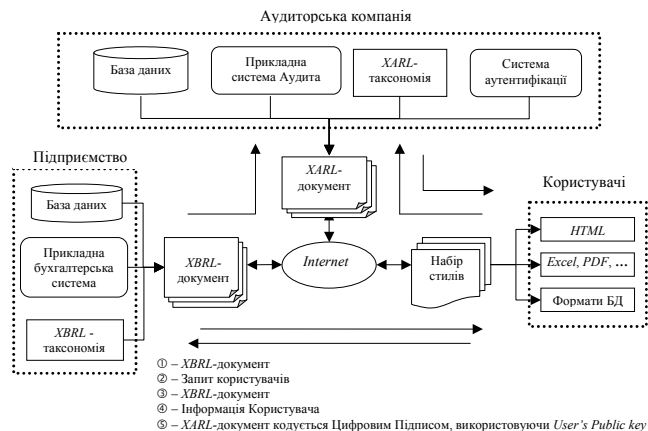 Аудиторська компанія
База даних
Прикладна
система Аудита
XARL-
таксономія
Система
аутентифікації
Підприємство
База даних
Прикладна
бухгалтерська
система
XBRL -
таксономія
XARL-
документ
XBRL-
документ
Internet
Набір
стилів
Користувачі
HTML
Excel, PDF, ...
Формати БД
① – XBRL-документ
② – Запит користувачів
③ – XBRL-документ
④ – Інформація Користувача
⑤ – XARL-документ кодується Цифровим Підписом, використовуючи User's Public key